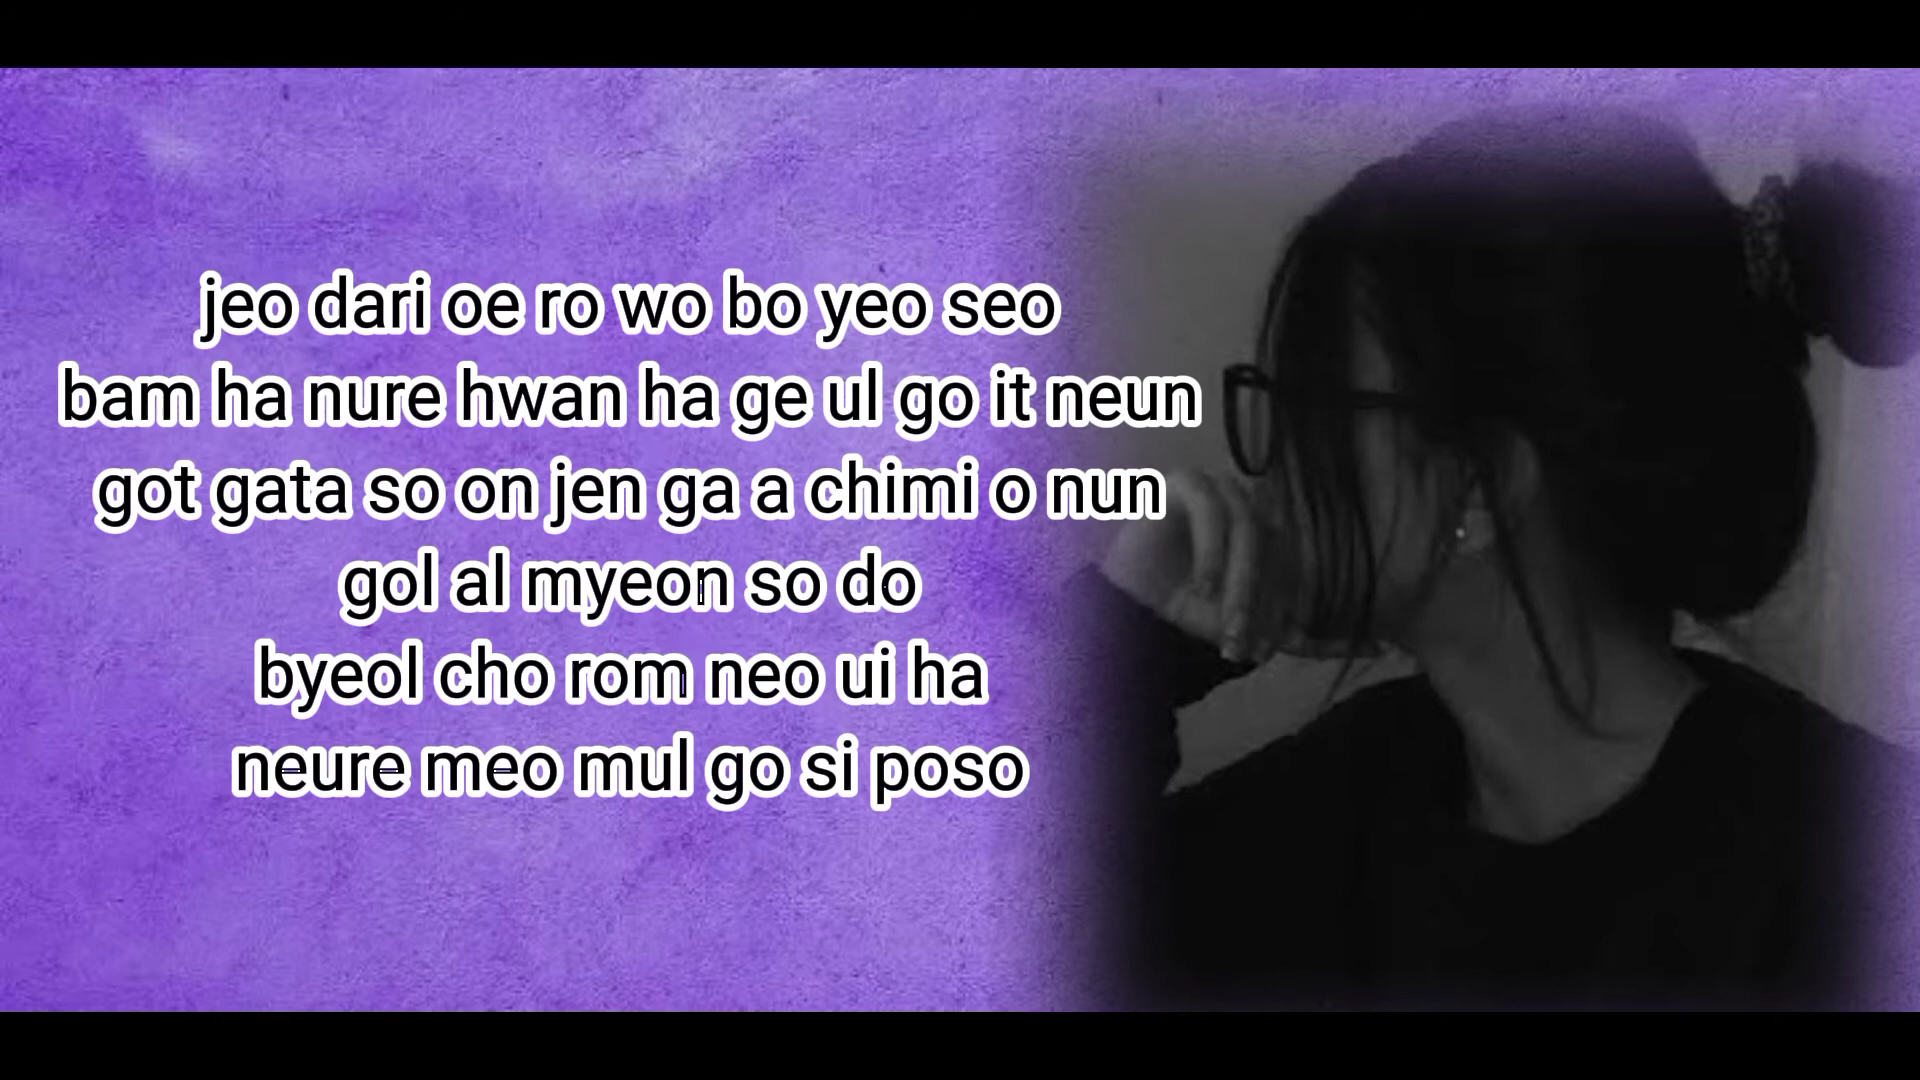 jeo dari oe ro wo bo yeo seo
bam ha nure hwan ha ge ul go it neun
got gata so on jen ga a chimi o nun
gol al myeon so do
byeol cho rom neo ui ha
neure meo mul go si poso